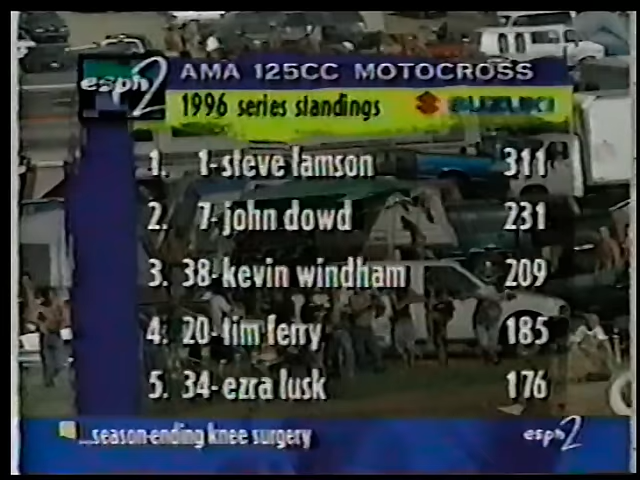 espn2 AMA 125CC MOTOCROSS
1996 series standings SUZUKI
1. 1-steve lamson 311
2. 7-john dowd 231
3. 38-kevin windham 209
4. 20-tim ferry 185
5. 34-ezra lusk 176
...season-ending knee surgery espn2